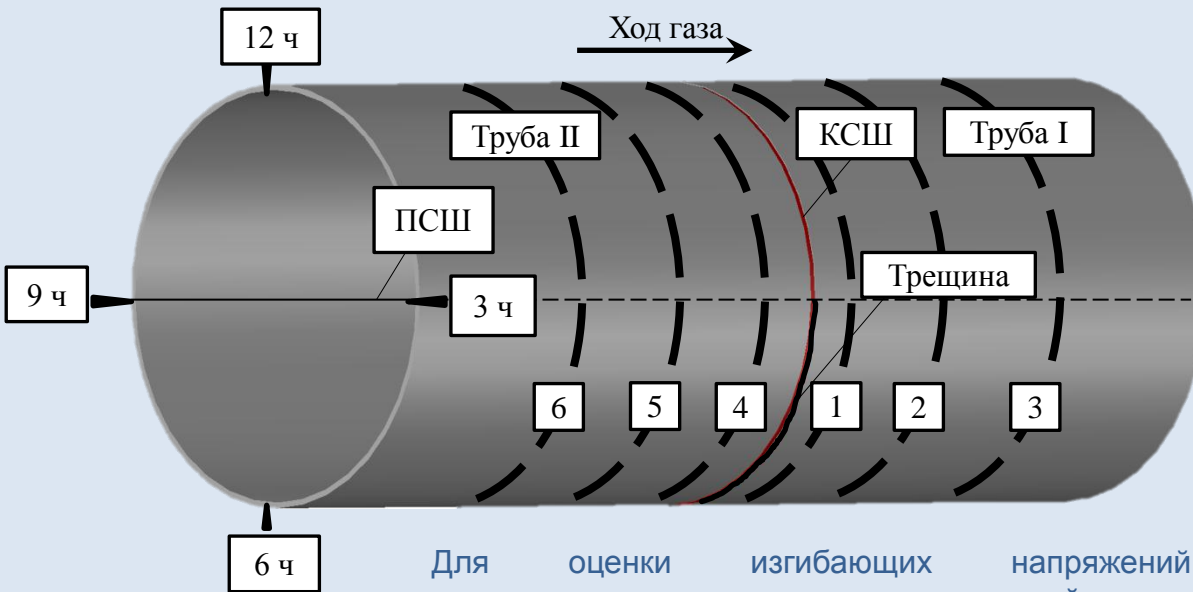 Ход газа
12 ч
Труба II
КСШ
Труба I
ПСШ
Трещина
9 ч
3 ч
6
5
4
1
2
3
6 ч
Для оценки изгибающих напряжений